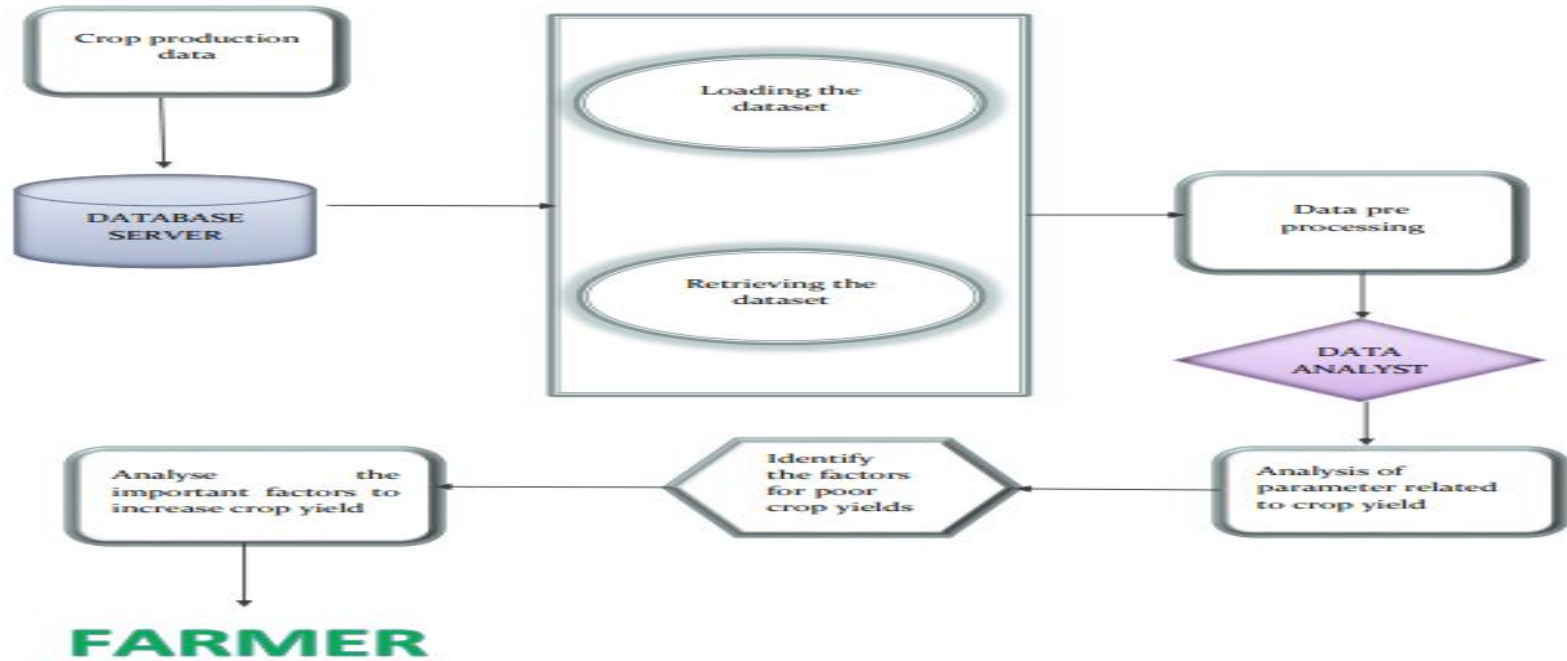 Crop production
data
DATABASE
SERVER
Loading the
dataset
Retrieving the
dataset
Data pre
processing
DATA
ANALYST
Analysis of
parameter related
to crop yield
Identify
the factors
for poor
crop yields
Analyse the
important factors to
increase crop yield
FARMER